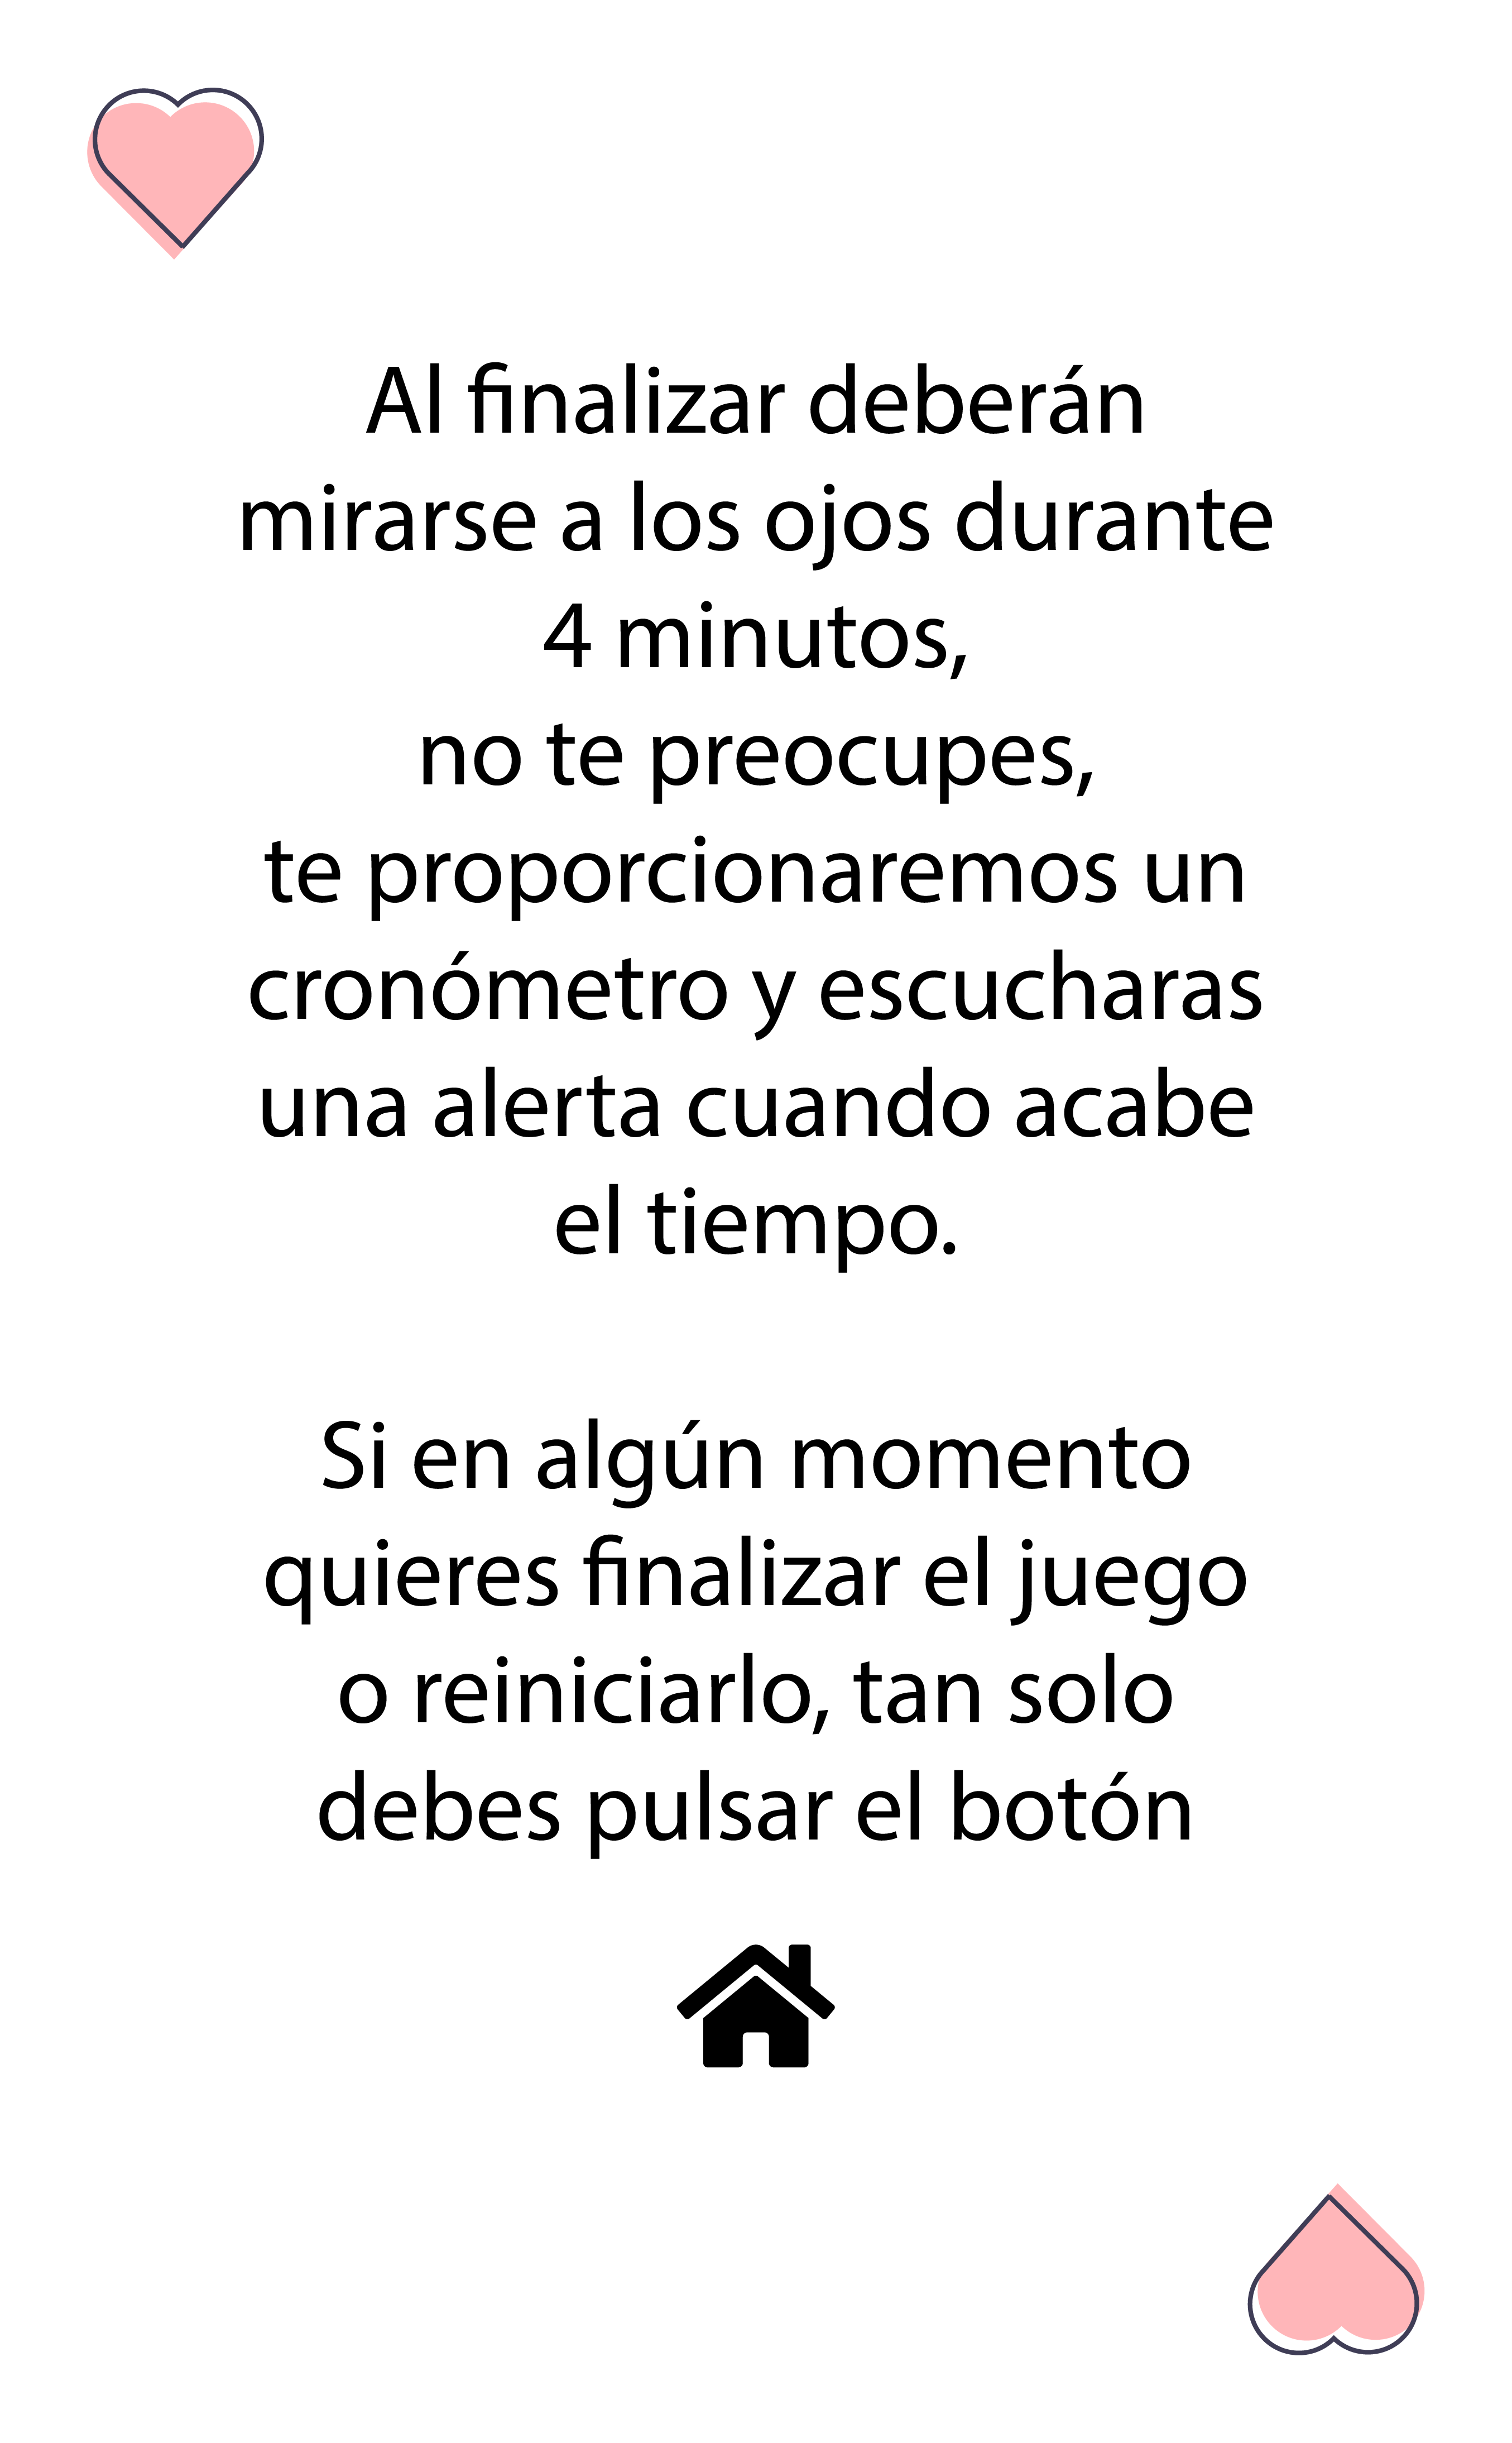 Al finalizar deberán
mirarse a los ojos durante
4 minutos,
no te preocupes,
te proporcionaremos un
cronómetro y escucharas
una alerta cuando acabe
el tiempo.
Si en algún momento
quieres finalizar el juego
o reiniciarlo, tan solo
debes pulsar el botón